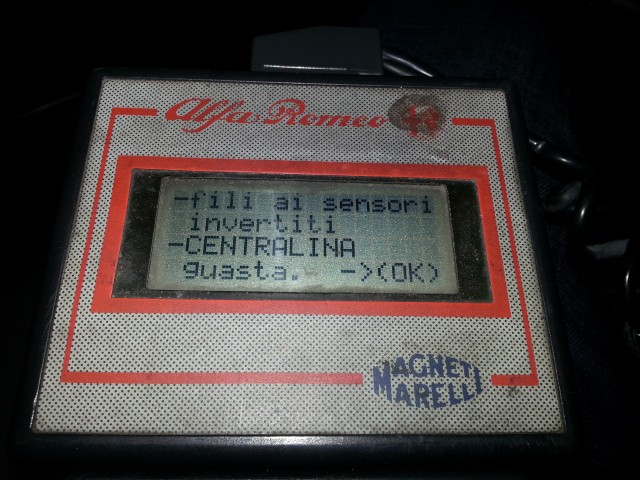 Alfa Romeo
-fili ai sensori
invertiti
-CENTRALINA
guasta. ->(OK)
MAGNETI
MARELLI